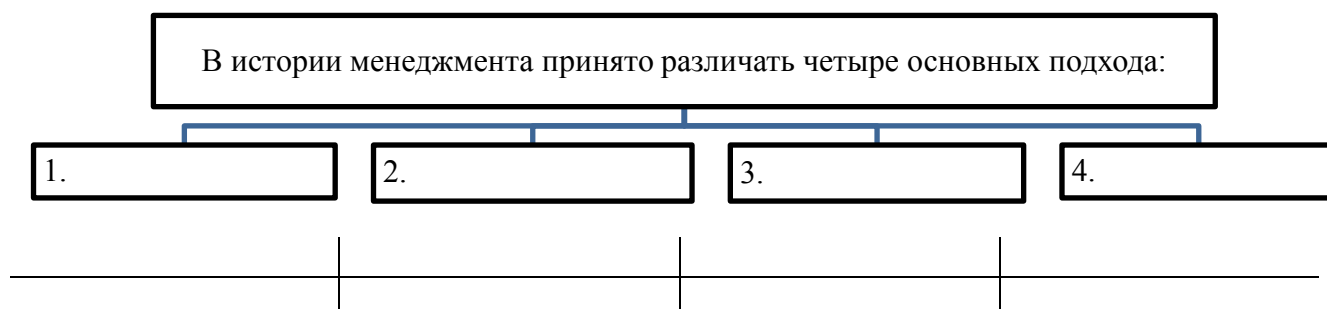 В истории менеджмента принято различать четыре основных подхода:
1.
2.
3.
4.